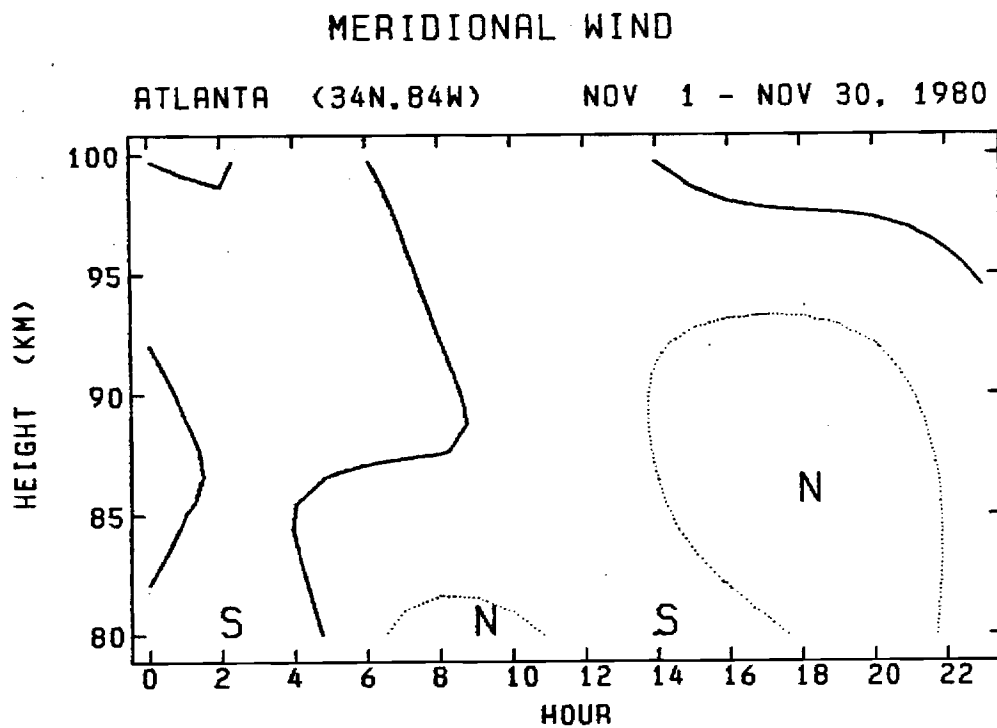 MERIDIONAL WIND
ATLANTA (34N,84W) NOV 1 - NOV 30, 1980
HEIGHT (KM)
100
95
90
85
80
N
S N S
0 2 4 6 8 10 12 14 16 18 20 22
HOUR